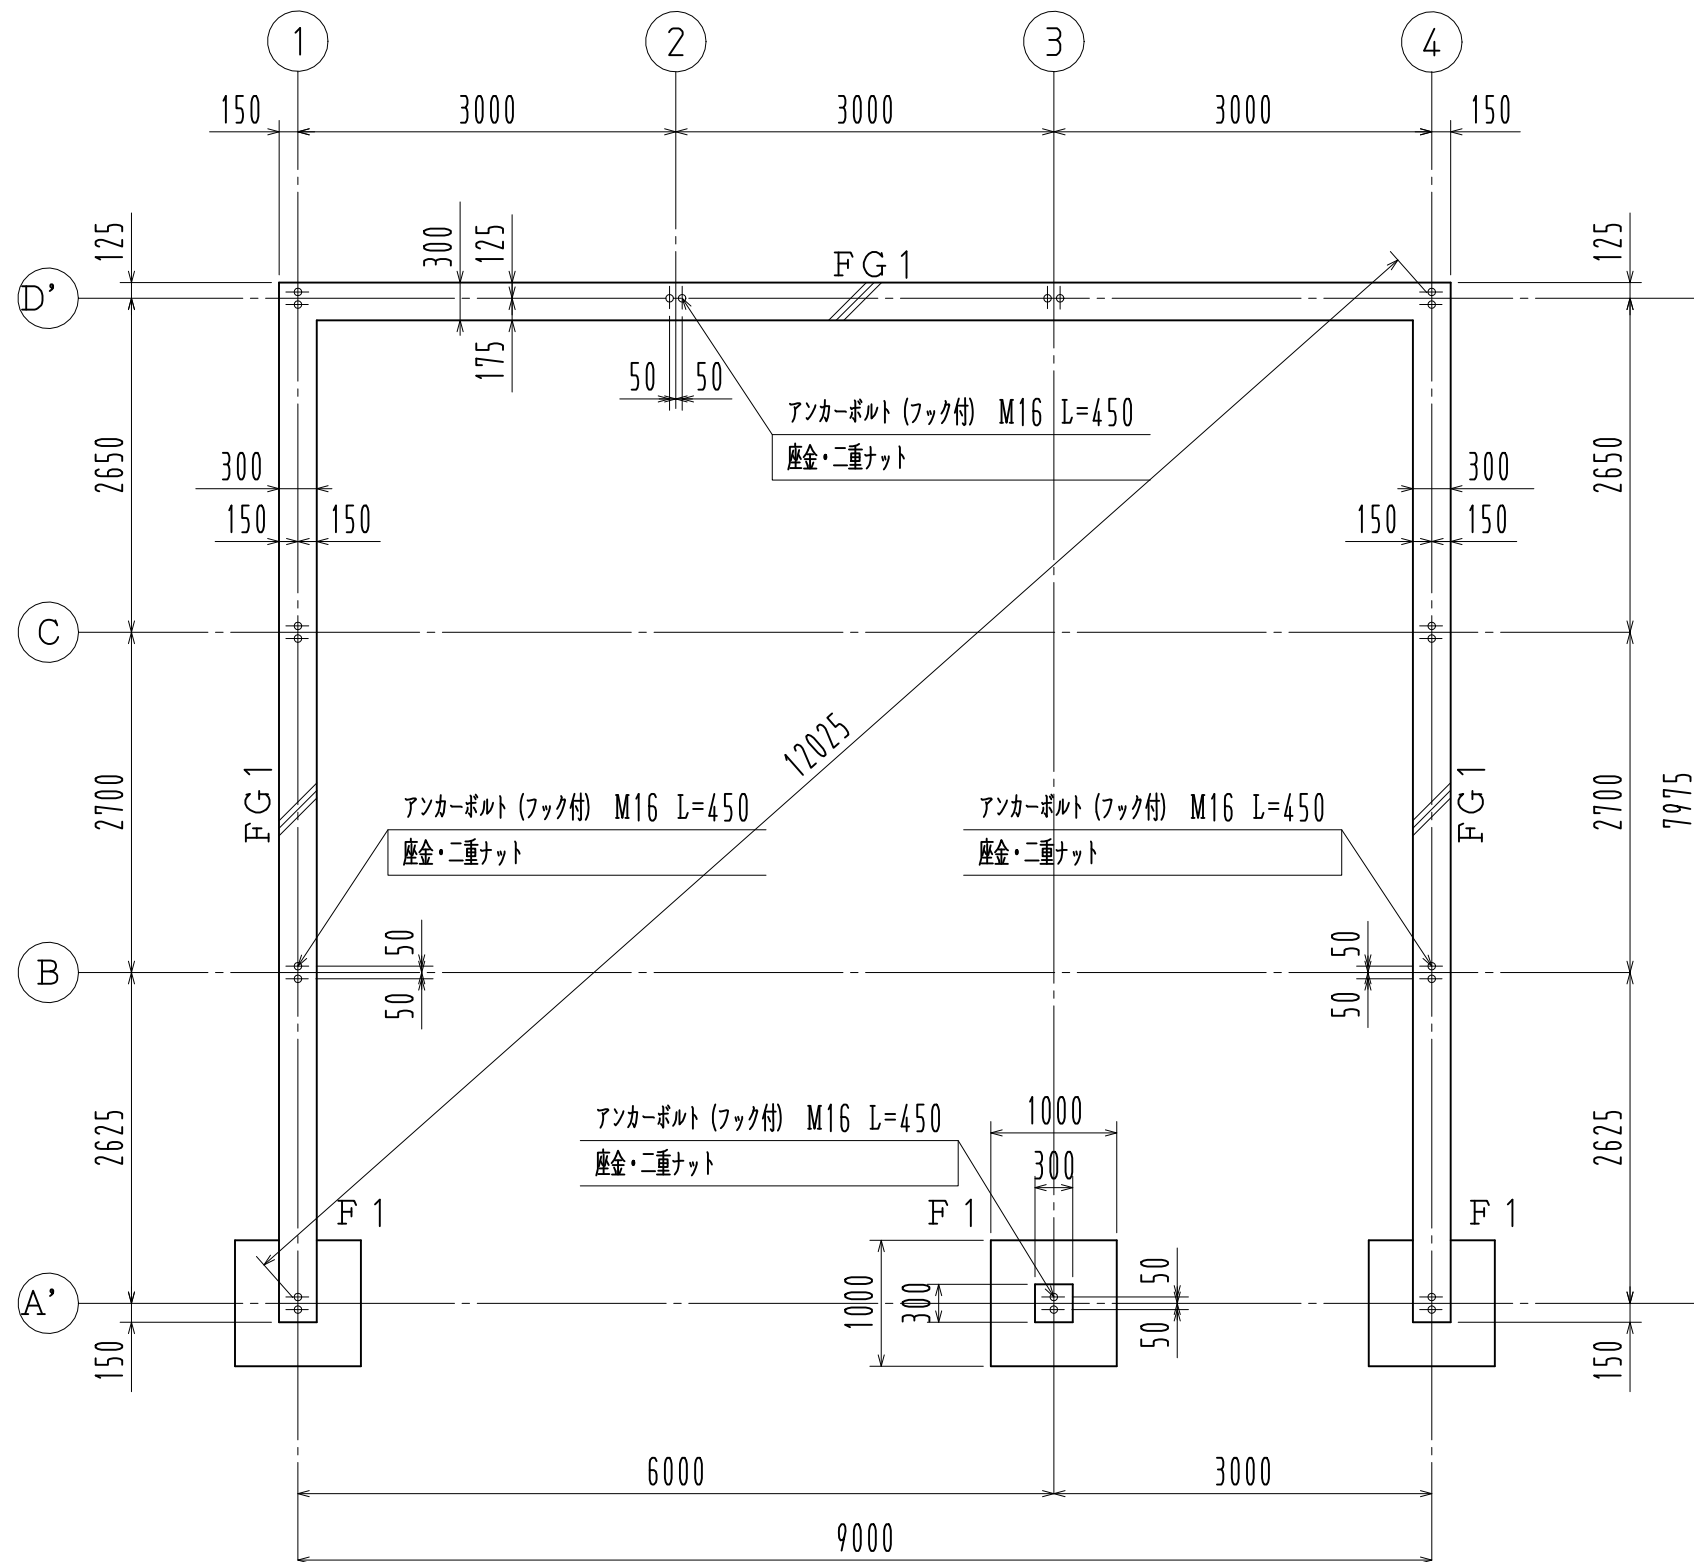 1 2 3 4
150 3000 3000 3000 150
125 300 125 FG1 125
D'
175
50 50
アンカーボルト (フック付) M16 L=450
座金・二重ナット
2650 2650
300 300
150 150 150 150
C
12025
2700 FG1 FG1 2700 7975
アンカーボルト (フック付) M16 L=450
座金・二重ナット
アンカーボルト (フック付) M16 L=450
座金・二重ナット
B
50 50
50 50
2625 2625
アンカーボルト (フック付) M16 L=450
座金・二重ナット
1000
300
F1 F1 F1
A'
1000 300 50
50
150 150
6000 3000
9000